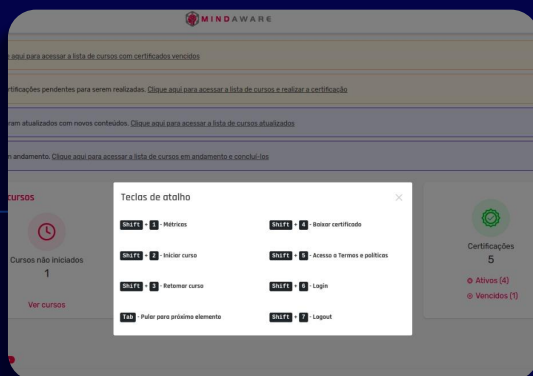 MINDAWARE
e aqui para acessar a lista de cursos com certificados vencidos
rtificações pendentes para serem realizadas. Clique aqui para acessar a lista de cursos e realizar a certificação
ram atualizados com novos conteúdos. Clique aqui para acessar a lista de cursos atualizados
m andamento. Clique aqui para acessar a lista de cursos em andamento e concluí-los
cursos
Cursos não iniciados
1
Ver cursos
Teclas de atalho
Shift + 1 - Métricas
Shift + 4 - Baixar certificado
Shift + 2 - Iniciar curso
Shift + 5 - Acesso a Termos e políticas
Shift + 3 - Retomar curso
Shift + 6 - Login
Tab - Pular para próximo elemento
Shift + 7 - Logout
Certificações
5
Ativos (4)
Vencidos (1)